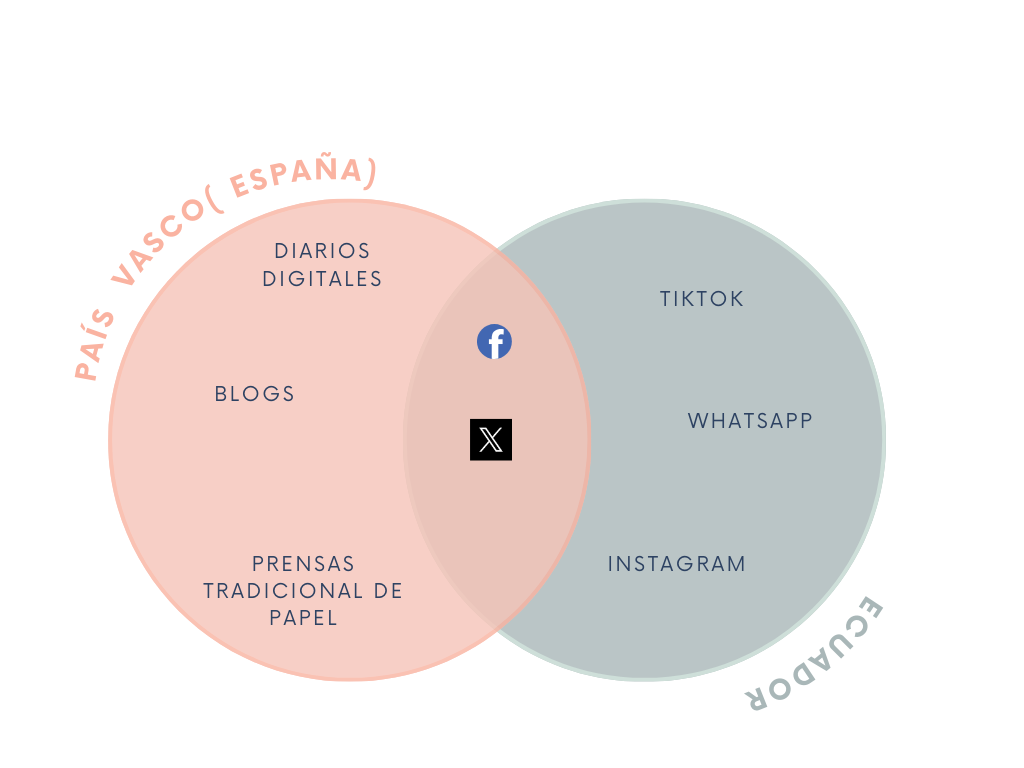 PAÍS VASCO( ESPAÑA)
DIARIOS
DIGITALES
BLOGS
PRENSAS
TRADICIONAL DE
PAPEL
f
X
TIKTOK
WHATSAPP
INSTAGRAM
ECUADOR